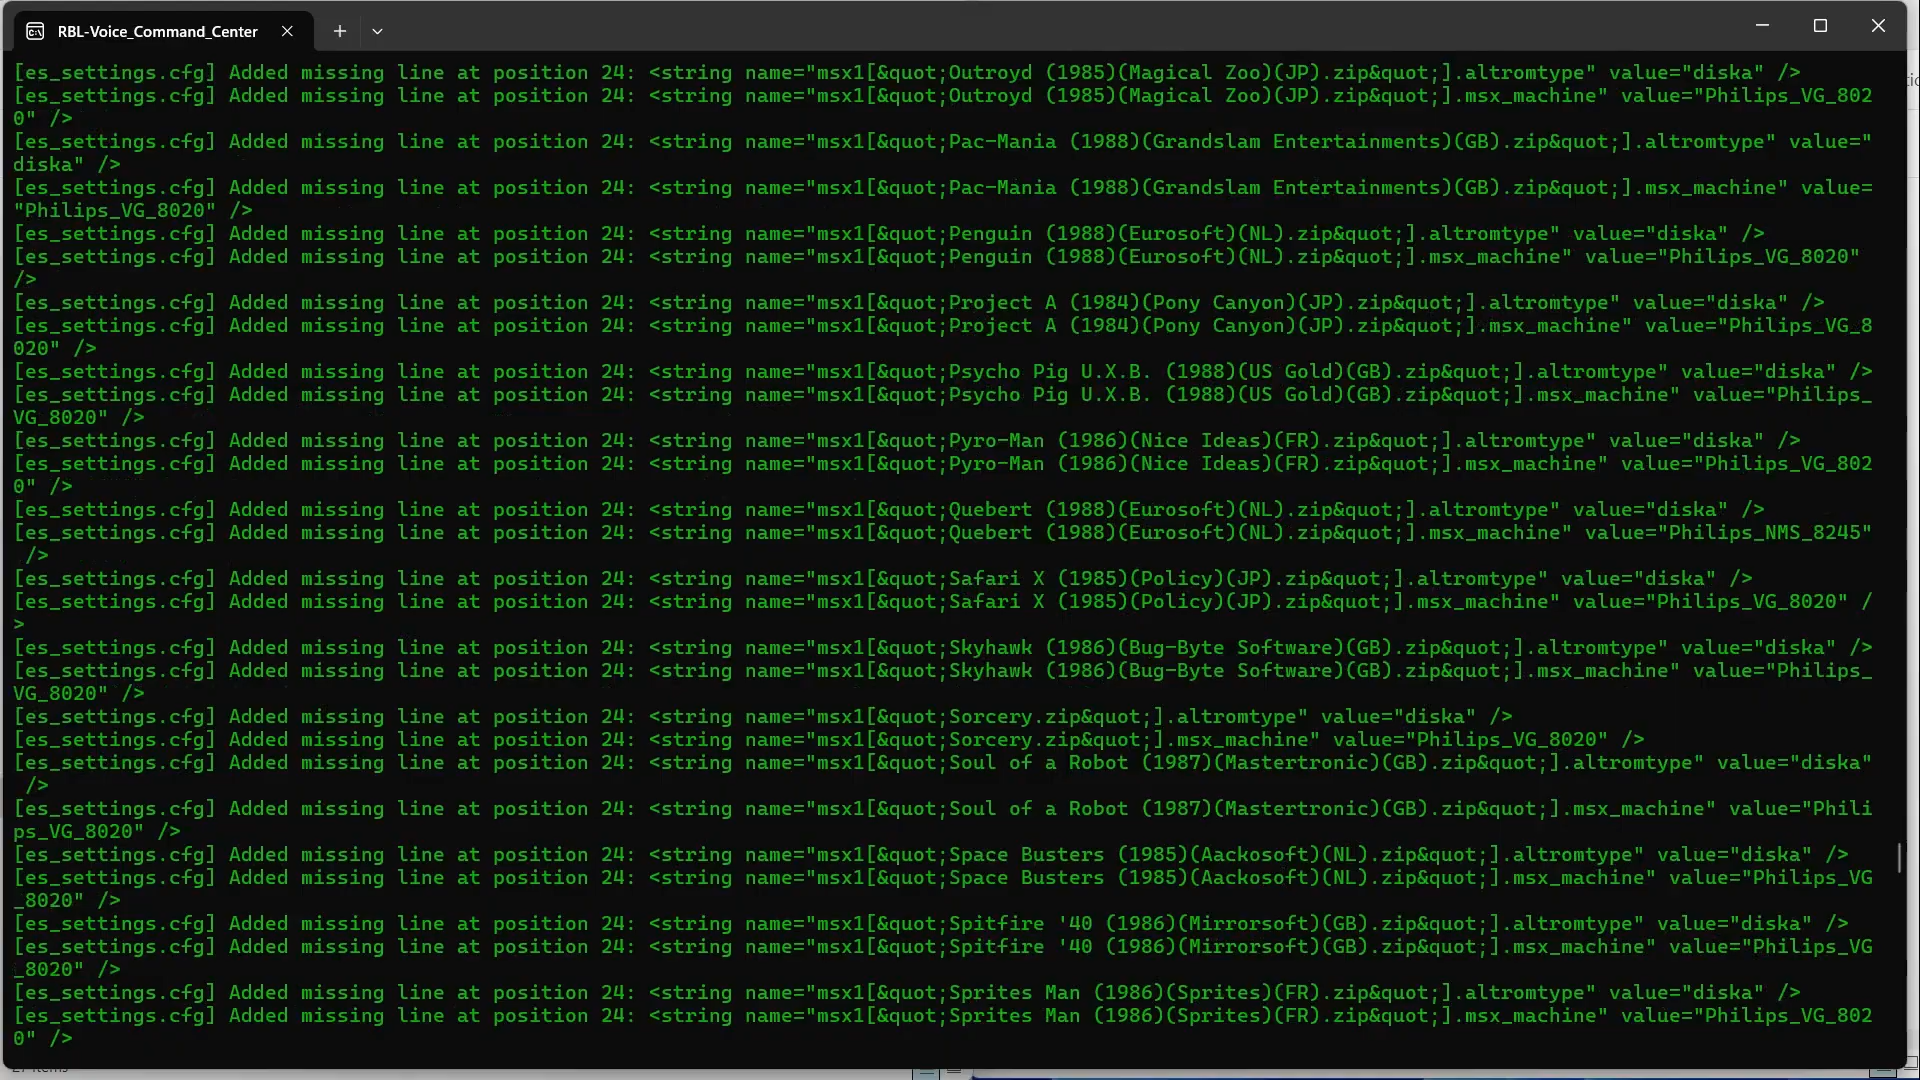 RBL-Voice_Command_Center
[es_settings.cfg] Added missing line at position 24: <string name="msx1[&quot;Outroyd (1985)(Magical Zoo)(JP).zip&quot;].altromtype" value="diska" />
[es_settings.cfg] Added missing line at position 24: <string name="msx1[&quot;Outroyd (1985)(Magical Zoo)(JP).zip&quot;].msx_machine" value="Philips_VG_802
0" />
[es_settings.cfg] Added missing line at position 24: <string name="msx1[&quot;Pac-Mania (1988)(Grandslam Entertainments)(GB).zip&quot;].altromtype" value="
diska" />
[es_settings.cfg] Added missing line at position 24: <string name="msx1[&quot;Pac-Mania (1988)(Grandslam Entertainments)(GB).zip&quot;].msx_machine" value=
"Philips_VG_8020" />
[es_settings.cfg] Added missing line at position 24: <string name="msx1[&quot;Penguin (1988)(Eurosoft)(NL).zip&quot;].altromtype" value="diska" />
[es_settings.cfg] Added missing line at position 24: <string name="msx1[&quot;Penguin (1988)(Eurosoft)(NL).zip&quot;].msx_machine" value="Philips_VG_8020"
/>
[es_settings.cfg] Added missing line at position 24: <string name="msx1[&quot;Project A (1984)(Pony Canyon)(JP).zip&quot;].altromtype" value="diska" />
[es_settings.cfg] Added missing line at position 24: <string name="msx1[&quot;Project A (1984)(Pony Canyon)(JP).zip&quot;].msx_machine" value="Philips_VG_8
020" />
[es_settings.cfg] Added missing line at position 24: <string name="msx1[&quot;Psycho Pig U.X.B. (1988)(US Gold)(GB).zip&quot;].altromtype" value="diska" />
[es_settings.cfg] Added missing line at position 24: <string name="msx1[&quot;Psycho Pig U.X.B. (1988)(US Gold)(GB).zip&quot;].msx_machine" value="Philips_
VG_8020" />
[es_settings.cfg] Added missing line at position 24: <string name="msx1[&quot;Pyro-Man (1986)(Nice Ideas)(FR).zip&quot;].altromtype" value="diska" />
[es_settings.cfg] Added missing line at position 24: <string name="msx1[&quot;Pyro-Man (1986)(Nice Ideas)(FR).zip&quot;].msx_machine" value="Philips_VG_802
0" />
[es_settings.cfg] Added missing line at position 24: <string name="msx1[&quot;Quebert (1988)(Eurosoft)(NL).zip&quot;].altromtype" value="diska" />
[es_settings.cfg] Added missing line at position 24: <string name="msx1[&quot;Quebert (1988)(Eurosoft)(NL).zip&quot;].msx_machine" value="Philips_NMS_8245"
/>
[es_settings.cfg] Added missing line at position 24: <string name="msx1[&quot;Safari X (1985)(Policy)(JP).zip&quot;].altromtype" value="diska" />
[es_settings.cfg] Added missing line at position 24: <string name="msx1[&quot;Safari X (1985)(Policy)(JP).zip&quot;].msx_machine" value="Philips_VG_8020" /
>
[es_settings.cfg] Added missing line at position 24: <string name="msx1[&quot;Skyhawk (1986)(Bug-Byte Software)(GB).zip&quot;].altromtype" value="diska" />
[es_settings.cfg] Added missing line at position 24: <string name="msx1[&quot;Skyhawk (1986)(Bug-Byte Software)(GB).zip&quot;].msx_machine" value="Philips_
VG_8020" />
[es_settings.cfg] Added missing line at position 24: <string name="msx1[&quot;Sorcery.zip&quot;].altromtype" value="diska" />
[es_settings.cfg] Added missing line at position 24: <string name="msx1[&quot;Sorcery.zip&quot;].msx_machine" value="Philips_VG_8020" />
[es_settings.cfg] Added missing line at position 24: <string name="msx1[&quot;Soul of a Robot (1987)(Mastertronic)(GB).zip&quot;].altromtype" value="diska"
/>
[es_settings.cfg] Added missing line at position 24: <string name="msx1[&quot;Soul of a Robot (1987)(Mastertronic)(GB).zip&quot;].msx_machine" value="Phili
ps_VG_8020" />
[es_settings.cfg] Added missing line at position 24: <string name="msx1[&quot;Space Busters (1985)(Aackosoft)(NL).zip&quot;].altromtype" value="diska" />
[es_settings.cfg] Added missing line at position 24: <string name="msx1[&quot;Space Busters (1985)(Aackosoft)(NL).zip&quot;].msx_machine" value="Philips_VG
_8020" />
[es_settings.cfg] Added missing line at position 24: <string name="msx1[&quot;Spitfire '40 (1986)(Mirrorsoft)(GB).zip&quot;].altromtype" value="diska" />
[es_settings.cfg] Added missing line at position 24: <string name="msx1[&quot;Spitfire '40 (1986)(Mirrorsoft)(GB).zip&quot;].msx_machine" value="Philips_VG
_8020" />
[es_settings.cfg] Added missing line at position 24: <string name="msx1[&quot;Sprites Man (1986)(Sprites)(FR).zip&quot;].altromtype" value="diska" />
[es_settings.cfg] Added missing line at position 24: <string name="msx1[&quot;Sprites Man (1986)(Sprites)(FR).zip&quot;].msx_machine" value="Philips_VG_802
0" />